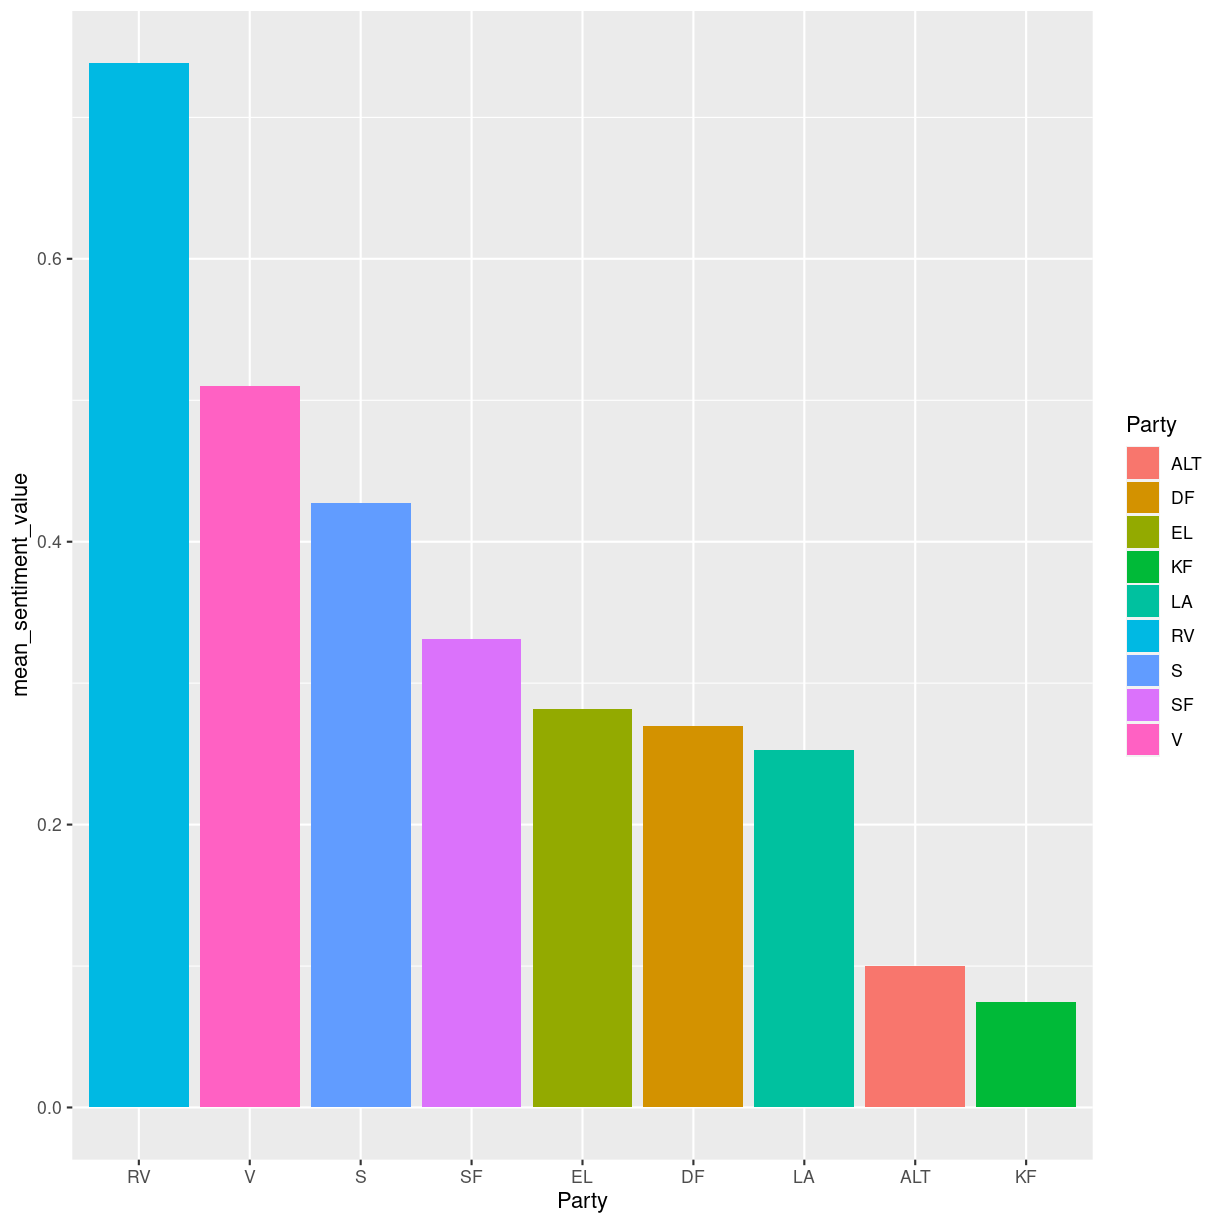 mean_sentiment_value
0.6
0.4
0.2
0.0
RV V S SF EL DF LA ALT KF
Party
Party
ALT
DF
EL
KF
LA
RV
S
SF
V